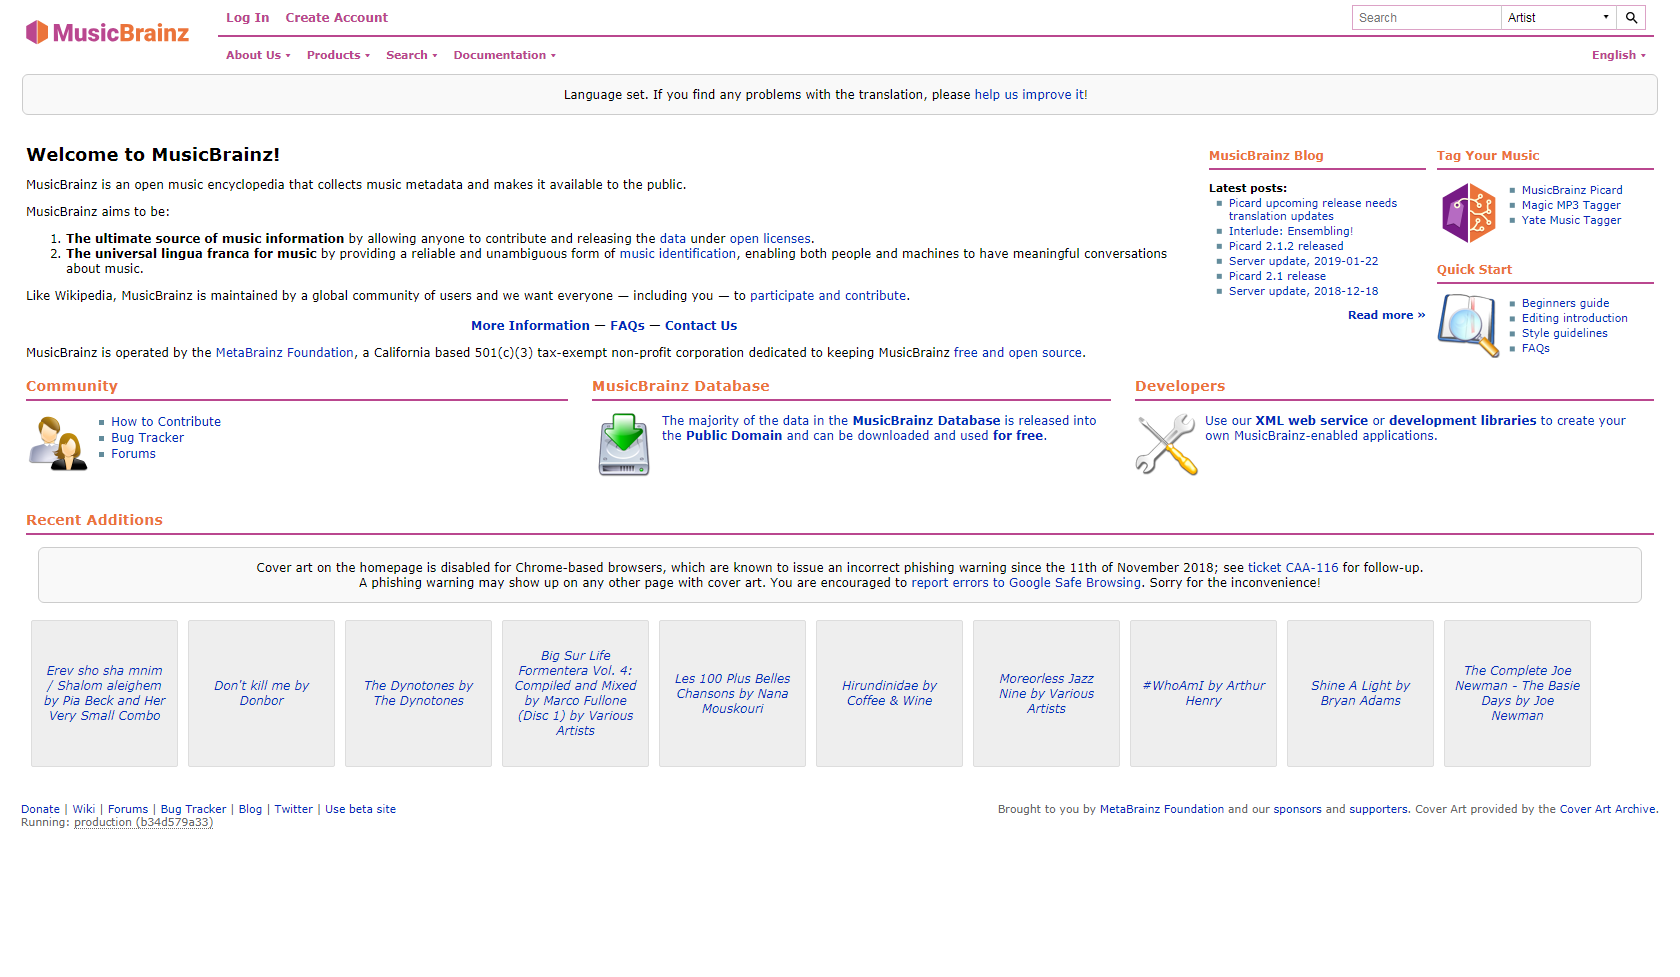 MusicBrainz
Log In Create Account
Search Artist
About Us Products Search Documentation
English
Language set. If you find any problems with the translation, please help us improve it!
Welcome to MusicBrainz!
MusicBrainz is an open music encyclopedia that collects music metadata and makes it available to the public.
MusicBrainz aims to be:
1. The ultimate source of music information by allowing anyone to contribute and releasing the data under open licenses.
2. The universal lingua franca for music by providing a reliable and unambiguous form of music identification, enabling both people and machines to have meaningful conversations
about music.
Like Wikipedia, MusicBrainz is maintained by a global community of users and we want everyone — including you — to participate and contribute.
More Information — FAQs — Contact Us
MusicBrainz is operated by the MetaBrainz Foundation, a California based 501(c)(3) tax-exempt non-profit corporation dedicated to keeping MusicBrainz free and open source.
MusicBrainz Blog
Latest posts:
Picard upcoming release needs
translation updates
Interlude: Ensembling!
Picard 2.1.2 released
Server update, 2019-01-22
Picard 2.1 release
Server update, 2018-12-18
Read more »
Tag Your Music
MusicBrainz Picard
Magic MP3 Tagger
Yate Music Tagger
Quick Start
Beginners guide
Editing introduction
Style guidelines
FAQs
Community
How to Contribute
Bug Tracker
Forums
MusicBrainz Database
The majority of the data in the MusicBrainz Database is released into
the Public Domain and can be downloaded and used for free.
Developers
Use our XML web service or development libraries to create your
own MusicBrainz-enabled applications.
Recent Additions
Cover art on the homepage is disabled for Chrome-based browsers, which are known to issue an incorrect phishing warning since the 11th of November 2018; see ticket CAA-116 for follow-up.
A phishing warning may show up on any other page with cover art. You are encouraged to report errors to Google Safe Browsing. Sorry for the inconvenience!
Erev sho sha mnim
/ Shalom aleighem
by Pia Beck and Her
Very Small Combo
Don't kill me by
Donbor
The Dynotones by
The Dynotones
Big Sur Life
Formentera Vol. 4:
Compiled and Mixed
by Marco Fullone
(Disc 1) by Various
Artists
Les 100 Plus Belles
Chansons by Nana
Mouskouri
Hirundinidae by
Coffee & Wine
Moreorless Jazz
Nine by Various
Artists
#WhoAmI by Arthur
Henry
Shine A Light by
Bryan Adams
The Complete Joe
Newman - The Basie
Days by Joe
Newman
Donate | Wiki | Forums | Bug Tracker | Blog | Twitter | Use beta site
Running: production (b34d579a33)
Brought to you by MetaBrainz Foundation and our sponsors and supporters. Cover Art provided by the Cover Art Archive.